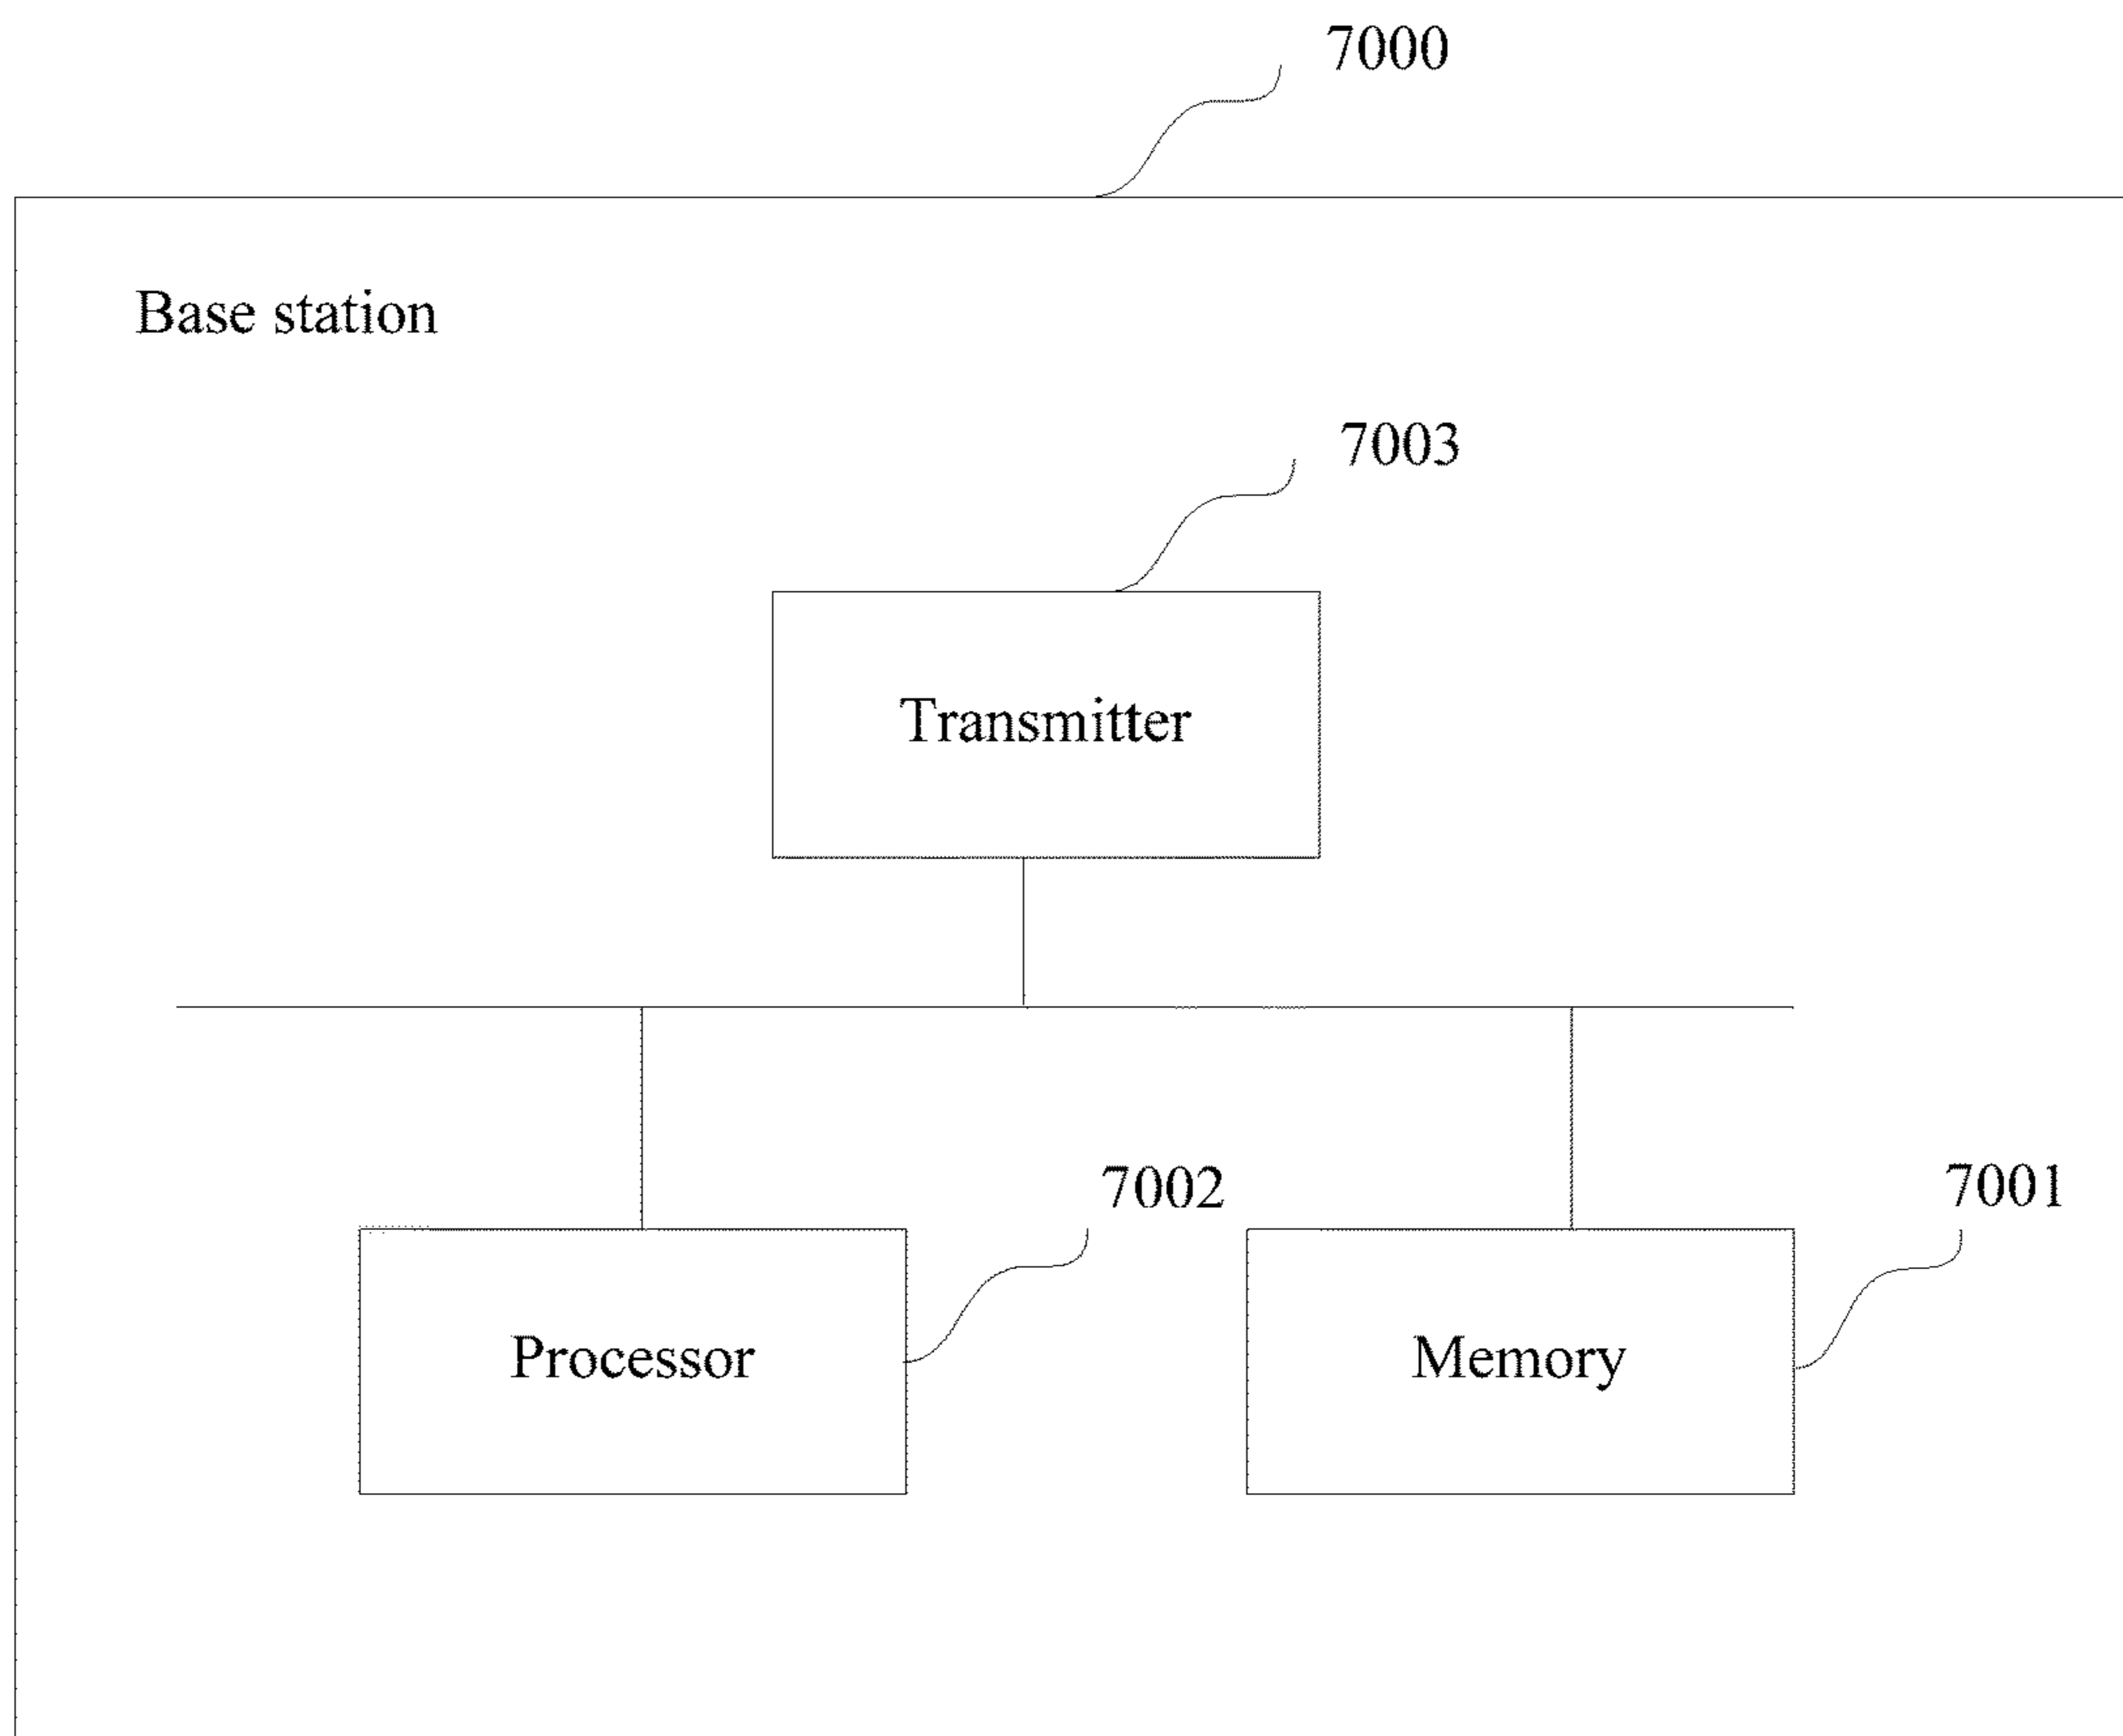 7000
Base station
7003
Transmitter
7002
7001
Processor
Memory